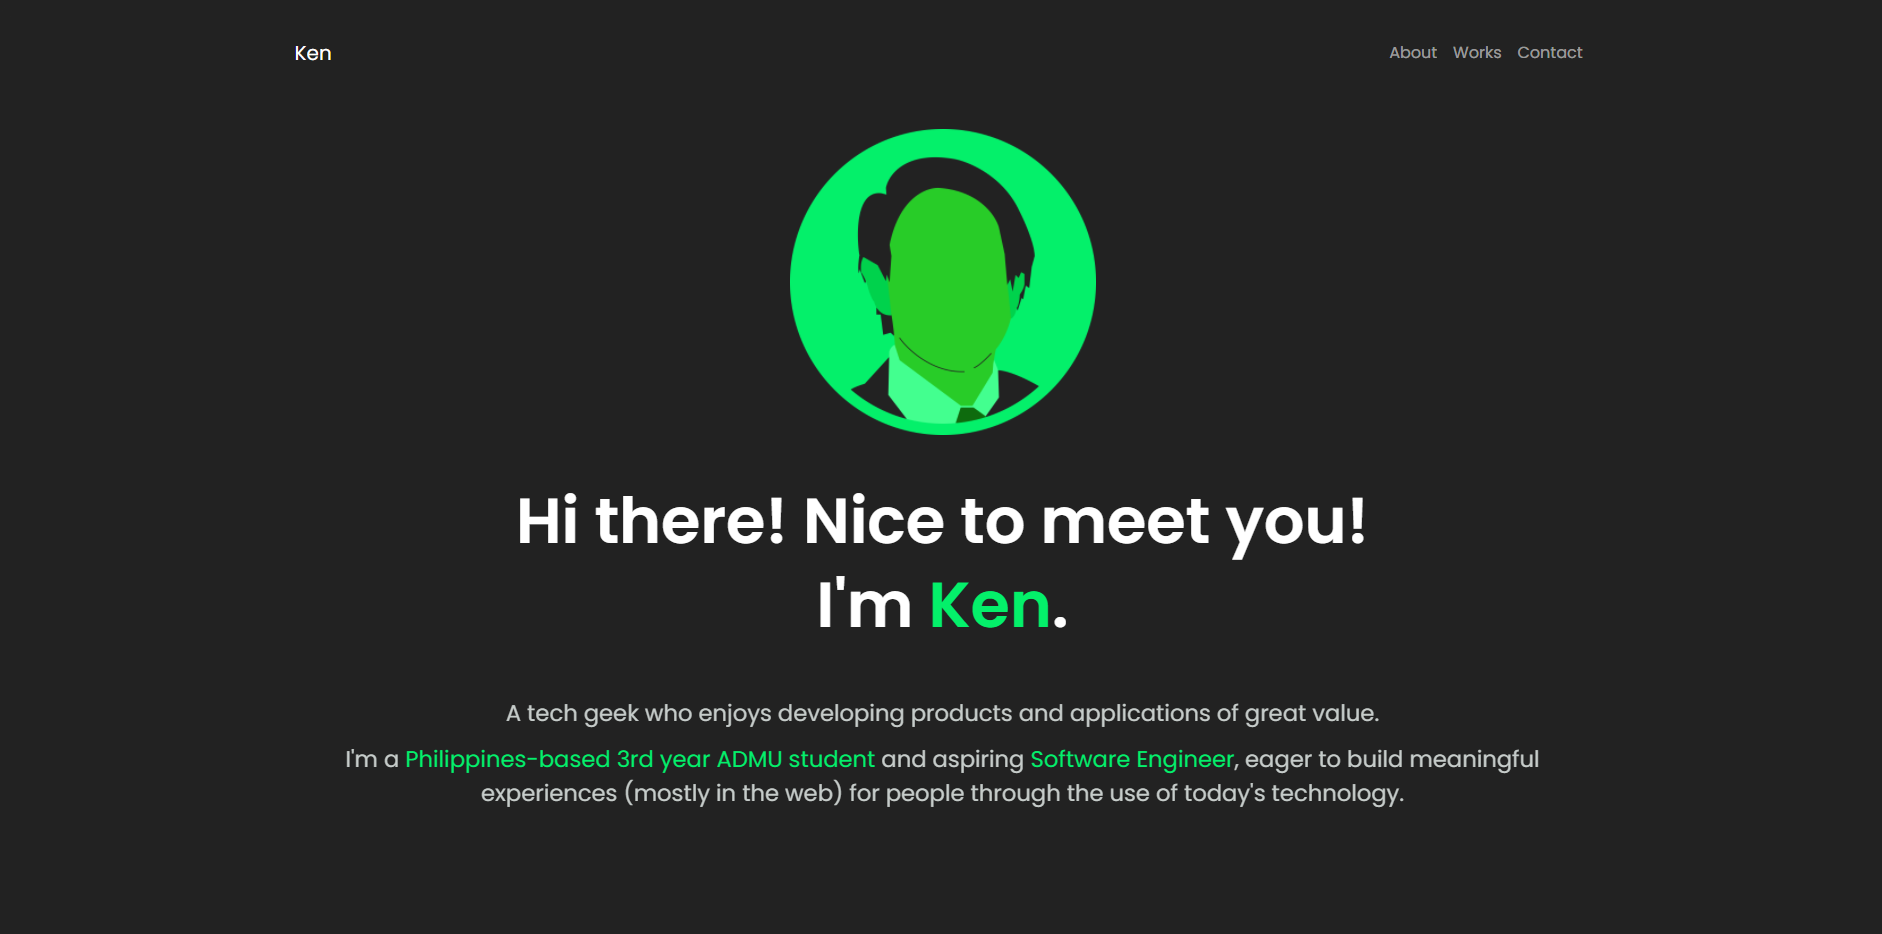 Ken
About Works Contact
Hi there! Nice to meet you!
I'm Ken.
A tech geek who enjoys developing products and applications of great value.
I'm a Philippines-based 3rd year ADMU student and aspiring Software Engineer, eager to build meaningful
experiences (mostly in the web) for people through the use of today's technology.